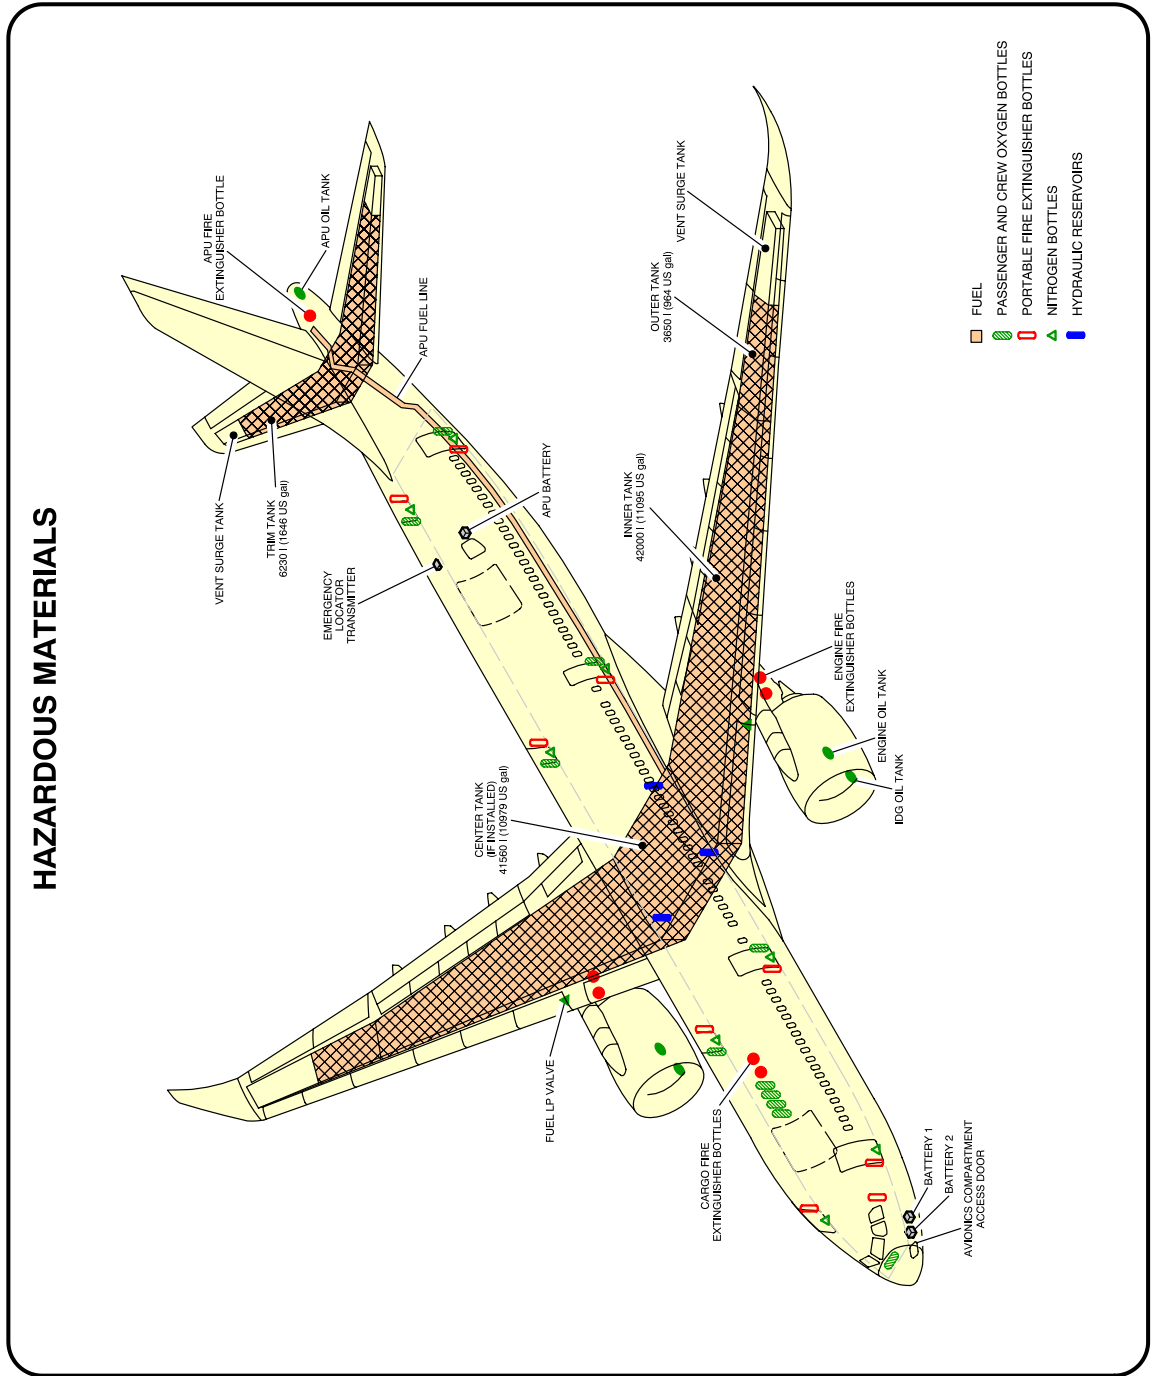 HAZARDOUS MATERIALS
VENT SURGE TANK
TRIM TANK
6230 l (1646 US gal)
APU FIRE
EXTINGUISHER BOTTLE
APU OIL TANK
APU FUEL LINE
EMERGENCY
LOCATOR
TRANSMITTER
APU BATTERY
CENTER TANK
(IF INSTALLED)
41560 l (10979 US gal)
INNER TANK
42000 l (11095 US gal)
OUTER TANK
3650 l (964 US gal)
VENT SURGE TANK
FUEL LP VALVE
ENGINE FIRE
EXTINGUISHER BOTTLES
ENGINE OIL TANK
IDG OIL TANK
CARGO FIRE
EXTINGUISHER BOTTLES
BATTERY 1
BATTERY 2
AVIONICS COMPARTMENT
ACCESS DOOR
FUEL
PASSENGER AND CREW OXYGEN BOTTLES
PORTABLE FIRE EXTINGUISHER BOTTLES
NITROGEN BOTTLES
HYDRAULIC RESERVOIRS